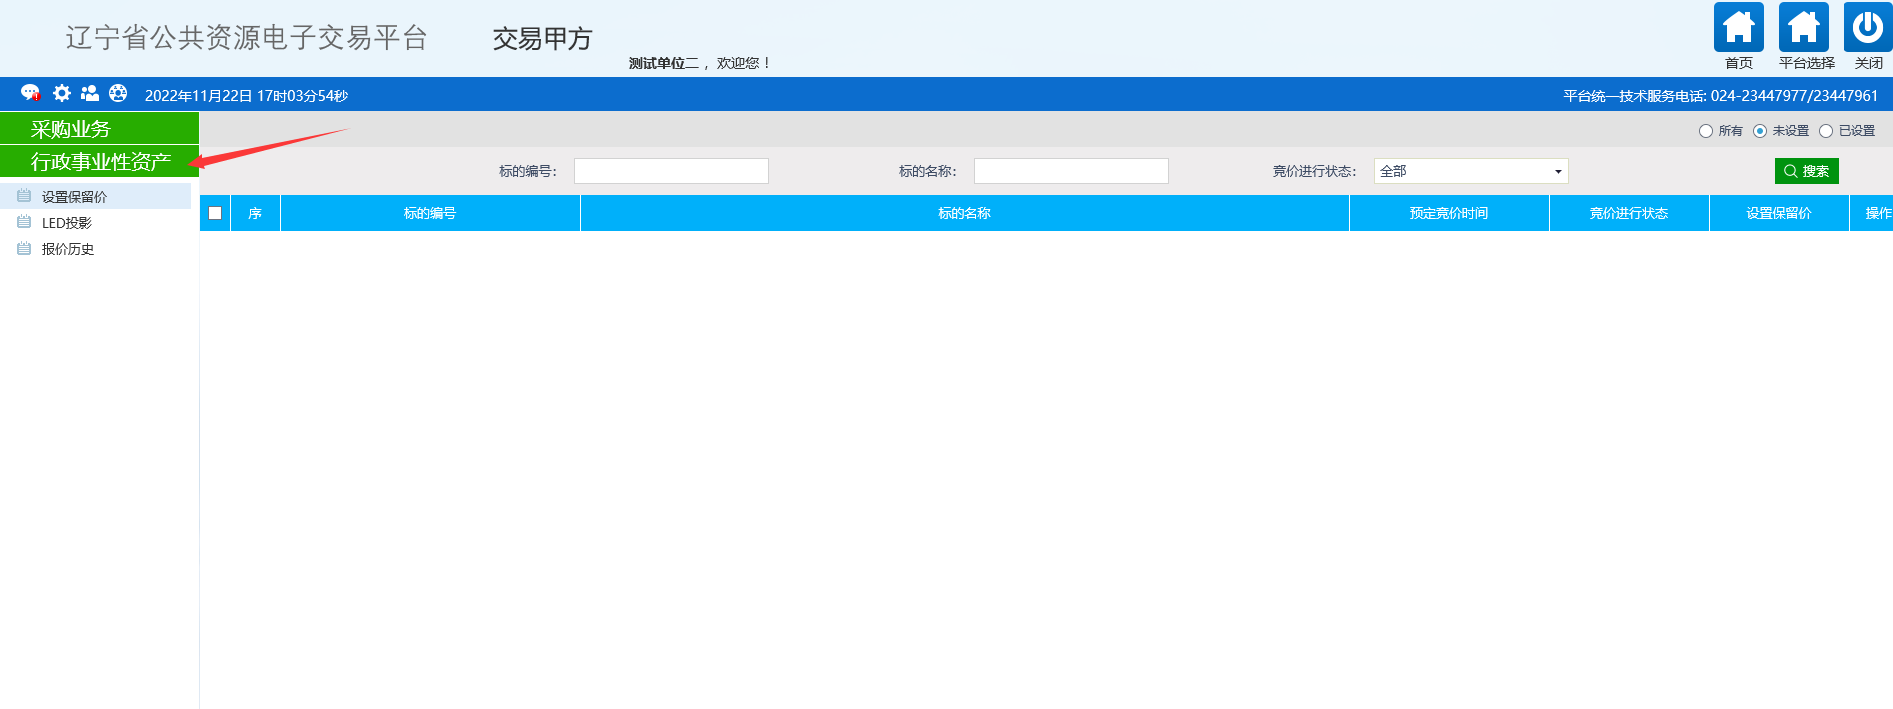 辽宁省公共资源电子交易平台 交易甲方
测试单位二 ，欢迎您！
首页 平台选择 关闭
2022年11月22日 17时03分54秒 平台统一技术服务电话: 024-23447977/23447961
采购业务
所有 未设置 已设置
行政事业性资产
标的编号： 标的名称： 竞价进行状态： 全部 搜索
设置保留价
序 标的编号 标的名称 预定竞价时间 竞价进行状态 设置保留价 操作
LED投影
报价历史